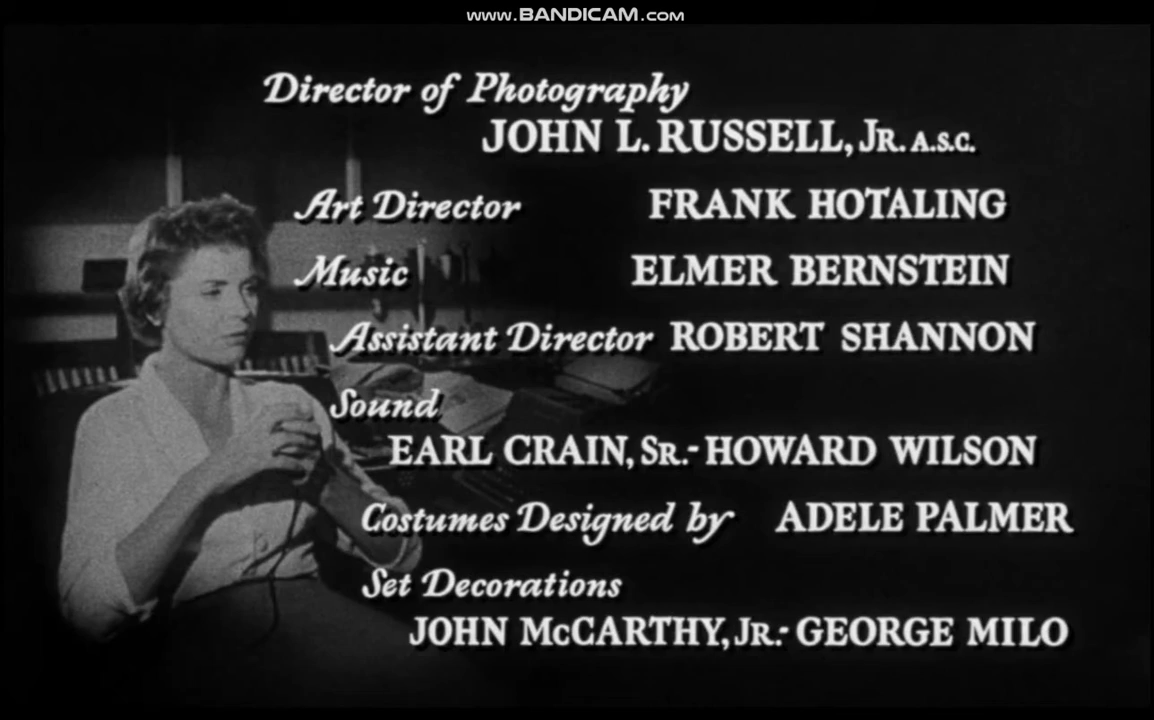 www.BANDICAM.com
Director of Photography
JOHN L. RUSSELL, JR. A.S.C.
Art Director FRANK HOTALING
Music ELMER BERNSTEIN
Assistant Director ROBERT SHANNON
Sound
EARL CRAIN, SR.-HOWARD WILSON
Costumes Designed by ADELE PALMER
Set Decorations
JOHN McCARTHY, JR.-GEORGE MILO